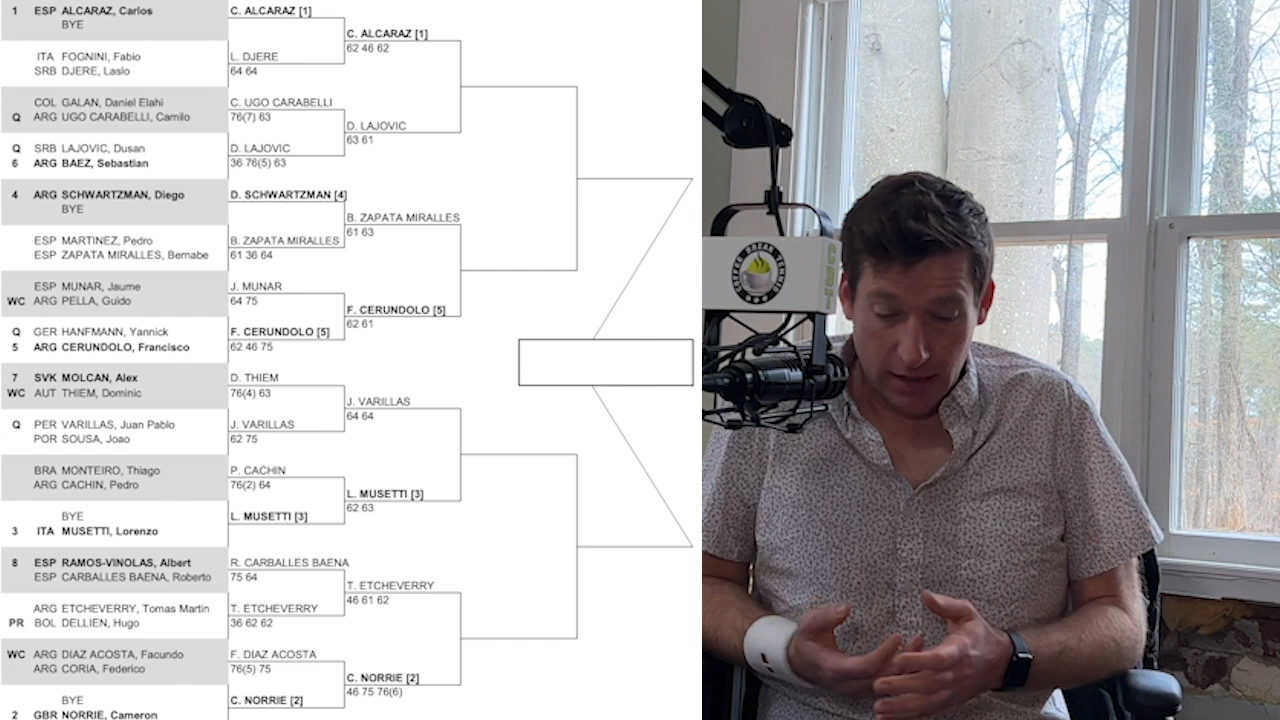 1 ESP ALCARAZ, Carlos
BYE
ITA FOGNINI, Fabio
SRB DJERE, Laslo
COL GALAN, Daniel Elahi
Q ARG UGO CARABELLI, Camilo
Q SRB LAJOVIC, Dusan
6 ARG BAEZ, Sebastian
4 ARG SCHWARTZMAN, Diego
BYE
ESP MARTINEZ, Pedro
ESP ZAPATA MIRALLES, Bernabe
ESP MUNAR, Jaume
WC ARG PELLA, Guido
Q GER HANFMANN, Yannick
5 ARG CERUNDOLO, Francisco
7 SVK MOLCAN, Alex
WC AUT THIEM, Dominic
Q PER VARILLAS, Juan Pablo
POR SOUSA, Joao
BRA MONTEIRO, Thiago
ARG CACHIN, Pedro
BYE
3 ITA MUSETTI, Lorenzo
8 ESP RAMOS-VINOLAS, Albert
ESP CARBALLES BAENA, Roberto
ARG ETCHEVERRY, Tomas Martin
PR BOL DELLIEN, Hugo
WC ARG DIAZ ACOSTA, Facundo
ARG CORIA, Federico
BYE
2 GBR NORRIE, Cameron
C. ALCARAZ [1]
L. DJERE
64 64
C. UGO CARABELLI
76(7) 63
D. LAJOVIC
36 76(5) 63
D. SCHWARTZMAN [4]
B. ZAPATA MIRALLES
61 36 64
J. MUNAR
64 75
F. CERUNDOLO [5]
62 46 75
D. THIEM
76(4) 63
J. VARILLAS
62 75
P. CACHIN
76(2) 64
L. MUSETTI [3]
R. CARBALLES BAENA
75 64
T. ETCHEVERRY
36 62 62
F. DIAZ ACOSTA
76(5) 75
C. NORRIE [2]
C. ALCARAZ [1]
62 46 62
D. LAJOVIC
63 61
B. ZAPATA MIRALLES
61 63
F. CERUNDOLO [5]
62 61
J. VARILLAS
64 64
L. MUSETTI [3]
62 63
T. ETCHEVERRY
46 61 62
C. NORRIE [2]
46 75 76(6)
COFFEE BREAK TENNIS